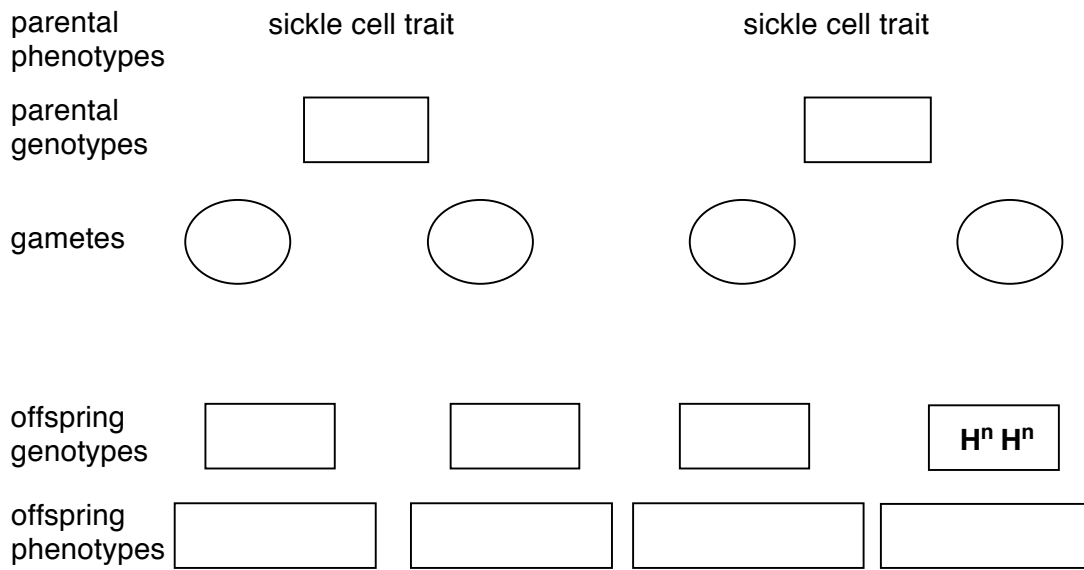 parental
phenotypes
sickle cell trait
sickle cell trait
parental
genotypes
gametes
offspring
genotypes
Hⁿ Hⁿ
offspring
phenotypes